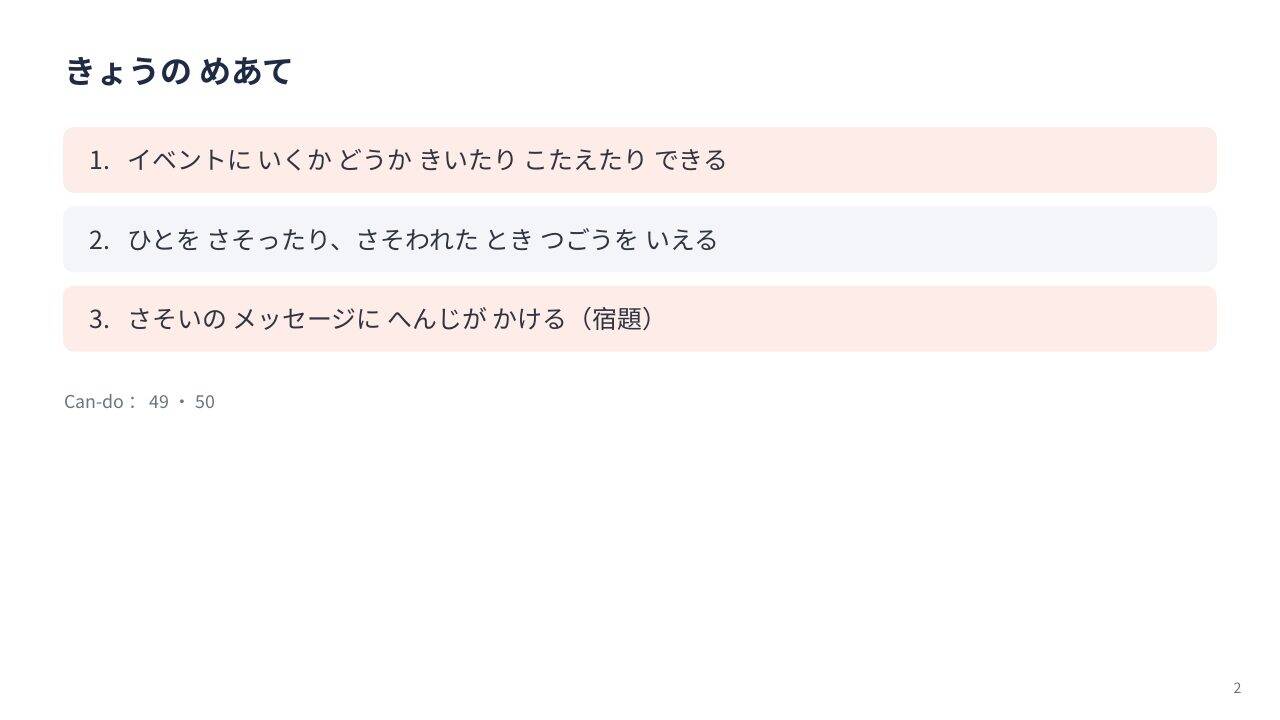 きょうの めあて
1. イベントに いくか どうか きいたり こたえたり できる
2. ひとを さそったり、さそわれた とき つごうを いえる
3. さそいの メッセージに へんじが かける（宿題）
Can-do： 49 ・ 50
2